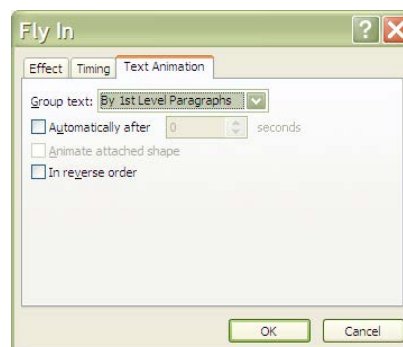 Fly In
Effect Timing Text Animation
Group text: By 1st Level Paragraphs
Automatically after 0 seconds
Animate attached shape
In reverse order
OK Cancel